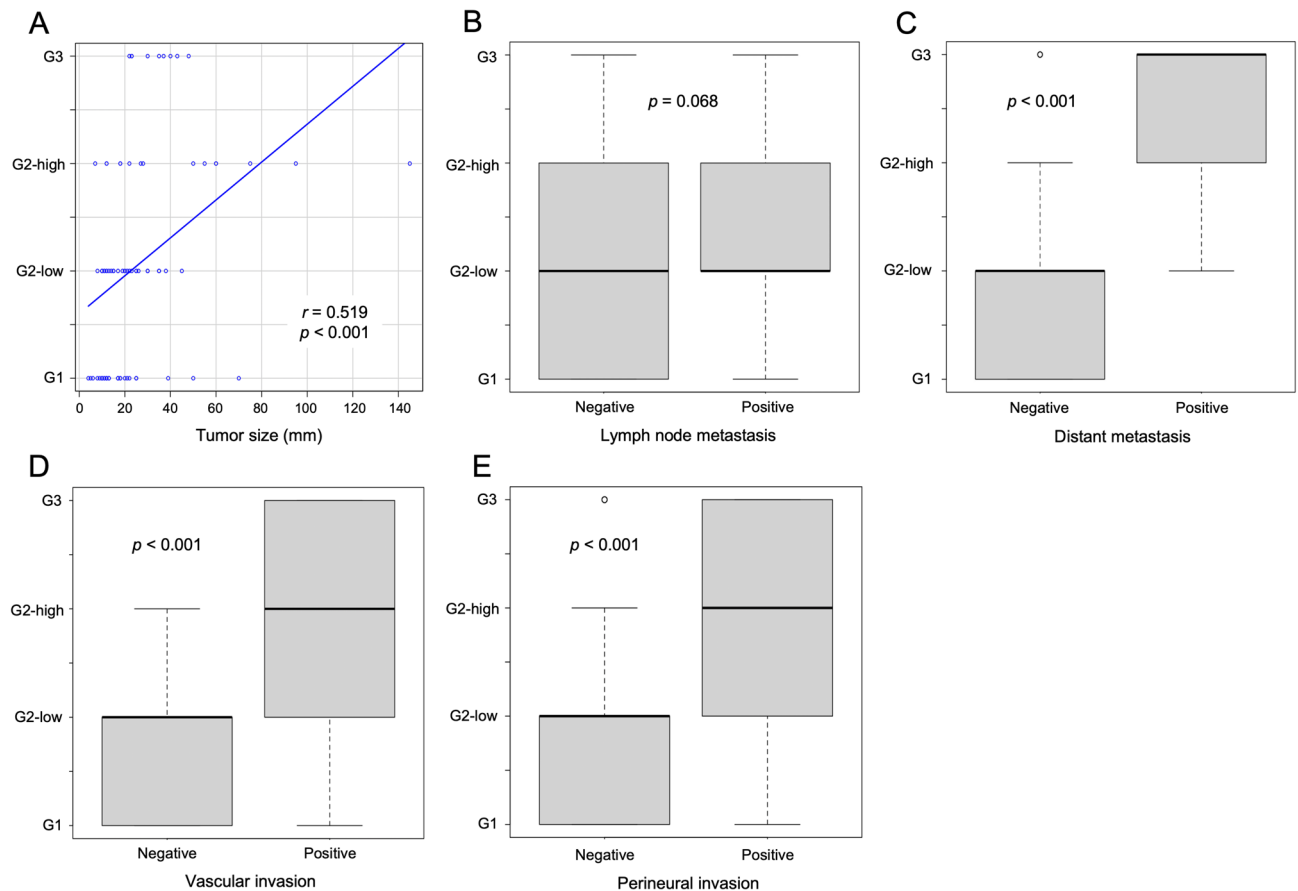 A
G3
G2-high
G2-low
G1
r = 0.519
p < 0.001
0 20 40 60 80 100 120 140
Tumor size (mm)
B
G3
G2-high
G2-low
G1
p = 0.068
Negative Positive
Lymph node metastasis
C
G3
G2-high
G2-low
G1
p < 0.001
Negative Positive
Distant metastasis
D
G3
G2-high
G2-low
G1
p < 0.001
Negative Positive
Vascular invasion
E
G3
G2-high
G2-low
G1
p < 0.001
Negative Positive
Perineural invasion